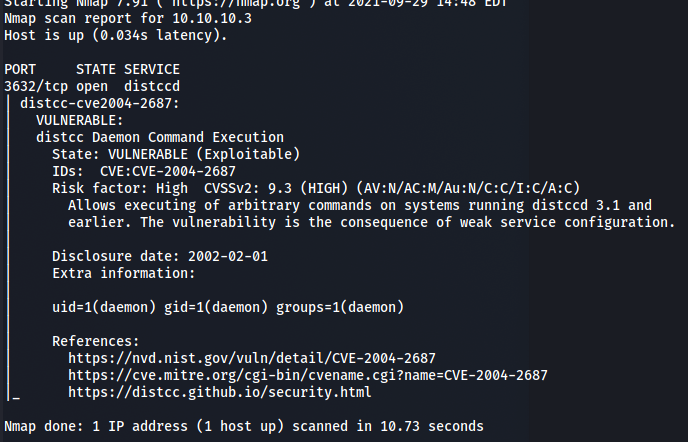 Starting Nmap 7.91 ( https://nmap.org ) at 2021-09-29 14:48 EDT
Nmap scan report for 10.10.10.3
Host is up (0.034s latency).
PORT     STATE SERVICE
3632/tcp open  distccd
| distcc-cve2004-2687:
|   VULNERABLE:
|   distcc Daemon Command Execution
|     State: VULNERABLE (Exploitable)
|     IDs:  CVE:CVE-2004-2687
|     Risk factor: High  CVSSv2: 9.3 (HIGH) (AV:N/AC:M/Au:N/C:C/I:C/A:C)
|       Allows executing of arbitrary commands on systems running distccd 3.1 and
|       earlier. The vulnerability is the consequence of weak service configuration.
|
|     Disclosure date: 2002-02-01
|     Extra information:
|
|     uid=1(daemon) gid=1(daemon) groups=1(daemon)
|
|     References:
|       https://nvd.nist.gov/vuln/detail/CVE-2004-2687
|       https://cve.mitre.org/cgi-bin/cvename.cgi?name=CVE-2004-2687
|_      https://distcc.github.io/security.html
Nmap done: 1 IP address (1 host up) scanned in 10.73 seconds